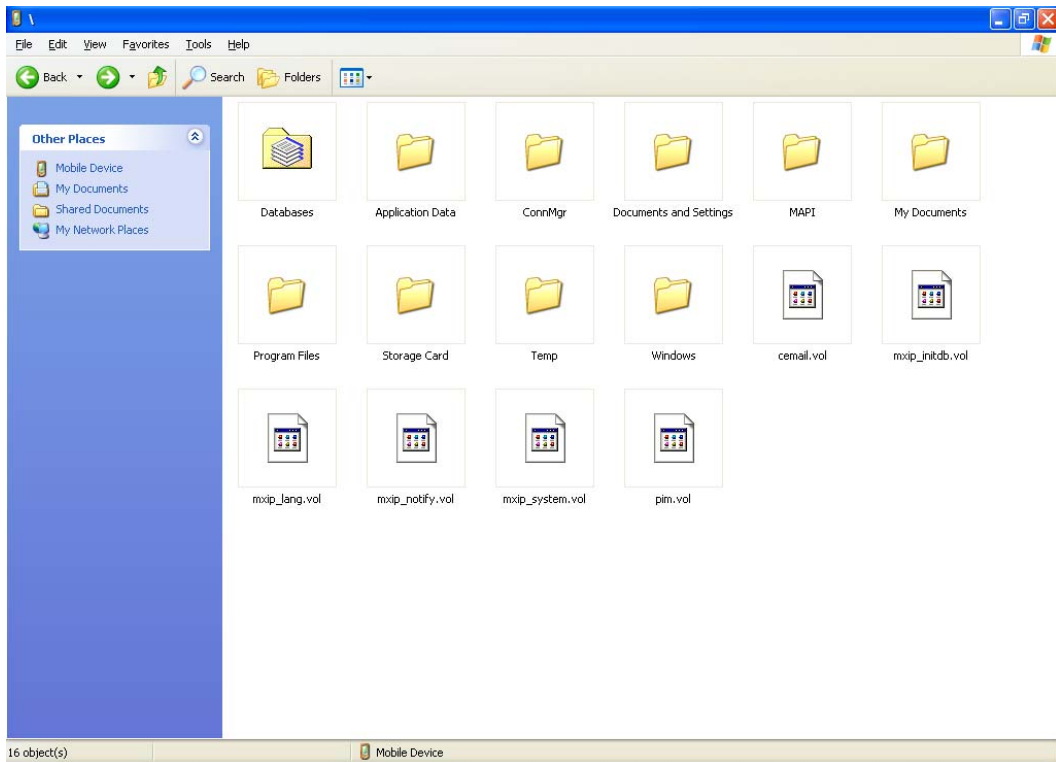 \
File Edit View Favorites Tools Help
Back Search Folders
Other Places
Mobile Device
My Documents
Shared Documents
My Network Places
Databases Application Data ConnMgr Documents and Settings MAPI My Documents
Program Files Storage Card Temp Windows cemail.vol mxip_initdb.vol
mxip_lang.vol mxip_notify.vol mxip_system.vol pim.vol
16 object(s) Mobile Device